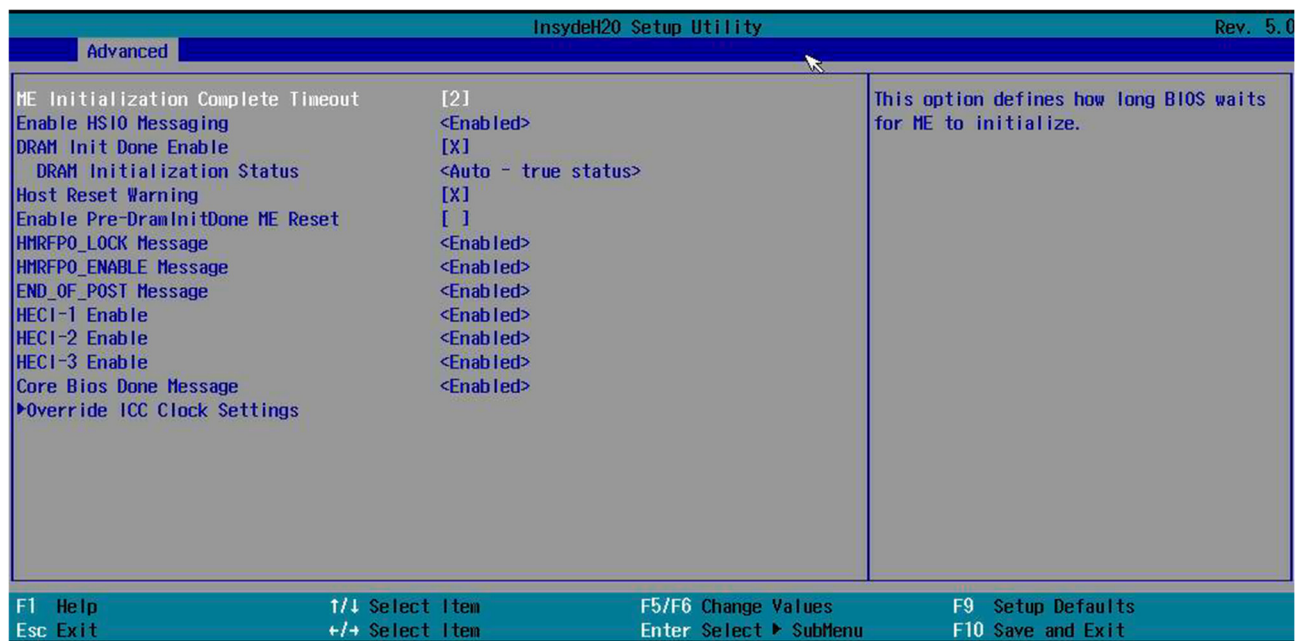 InsydeH20 Setup Utility Rev. 5.0
Advanced
ME Initialization Complete Timeout [2]
Enable HSIO Messaging <Enabled>
DRAM Init Done Enable [X]
DRAM Initialization Status <Auto - true status>
Host Reset Warning [X]
Enable Pre-DramInitDone ME Reset [ ]
HMRFPO_LOCK Message <Enabled>
HMRFPO_ENABLE Message <Enabled>
END_OF_POST Message <Enabled>
HECI-1 Enable <Enabled>
HECI-2 Enable <Enabled>
HECI-3 Enable <Enabled>
Core Bios Done Message <Enabled>
▶Override ICC Clock Settings
This option defines how long BIOS waits
for ME to initialize.
F1 Help ↑/↓ Select Item F5/F6 Change Values F9 Setup Defaults
Esc Exit ←/→ Select Item Enter Select ▶ SubMenu F10 Save and Exit